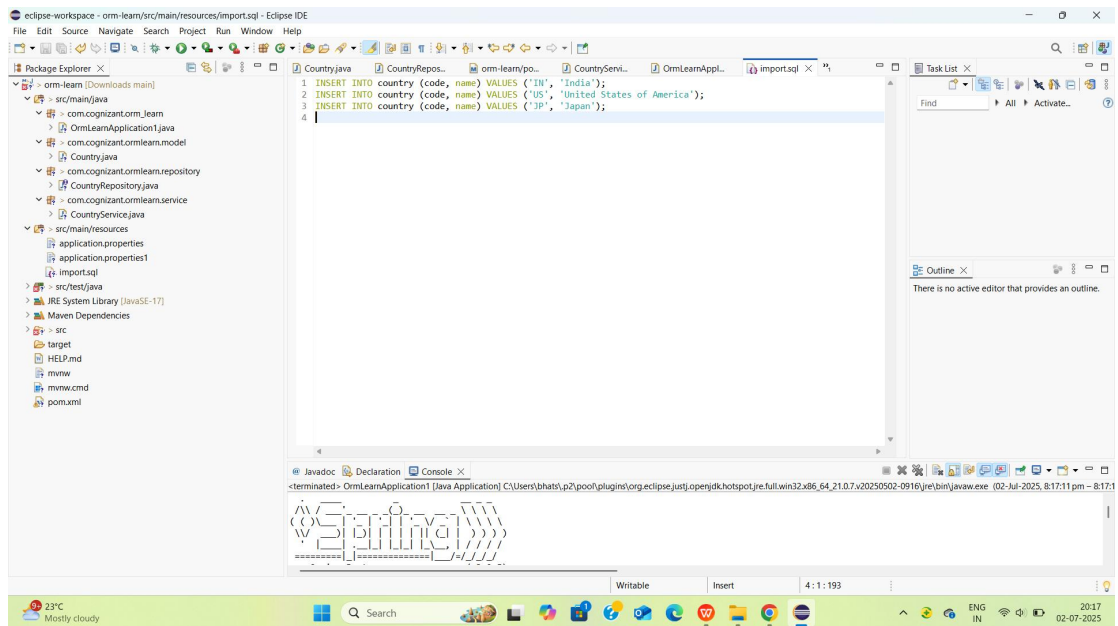 eclipse-workspace - orm-learn/src/main/resources/import.sql - Eclipse IDE
File Edit Source Navigate Search Project Run Window Help
Package Explorer
Country.java
CountryRepos...
orm-learn/po...
CountryServi...
OrmLearnAppl...
import.sql
Task List
orm-learn [Downloads main]
src/main/java
com.cognizant.orm_learn
OrmLearnApplication1.java
com.cognizant.ormlearn.model
Country.java
com.cognizant.ormlearn.repository
CountryRepository.java
com.cognizant.ormlearn.service
CountryService.java
src/main/resources
application.properties
application.properties1
import.sql
src/test/java
JRE System Library [JavaSE-17]
Maven Dependencies
src
target
HELP.md
mvnw
mvnw.cmd
pom.xml
1 INSERT INTO country (code, name) VALUES ('IN', 'India');
2 INSERT INTO country (code, name) VALUES ('US', 'United States of America');
3 INSERT INTO country (code, name) VALUES ('JP', 'Japan');
4
Find All Activate...
Outline
There is no active editor that provides an outline.
Javadoc Declaration Console
<terminated> OrmLearnApplication1 [Java Application] C:\Users\bhats\.p2\pool\plugins\org.eclipse.justj.openjdk.hotspot.jre.full.win32.x86_64_21.0.7.v20250502-0916\jre\bin\javaw.exe (02-Jul-2025, 8:17:11 pm – 8:17:1
Spring
Writable Insert 4 : 1 : 193
23°C
Mostly cloudy
Search
ENG
IN
20:17
02-07-2025